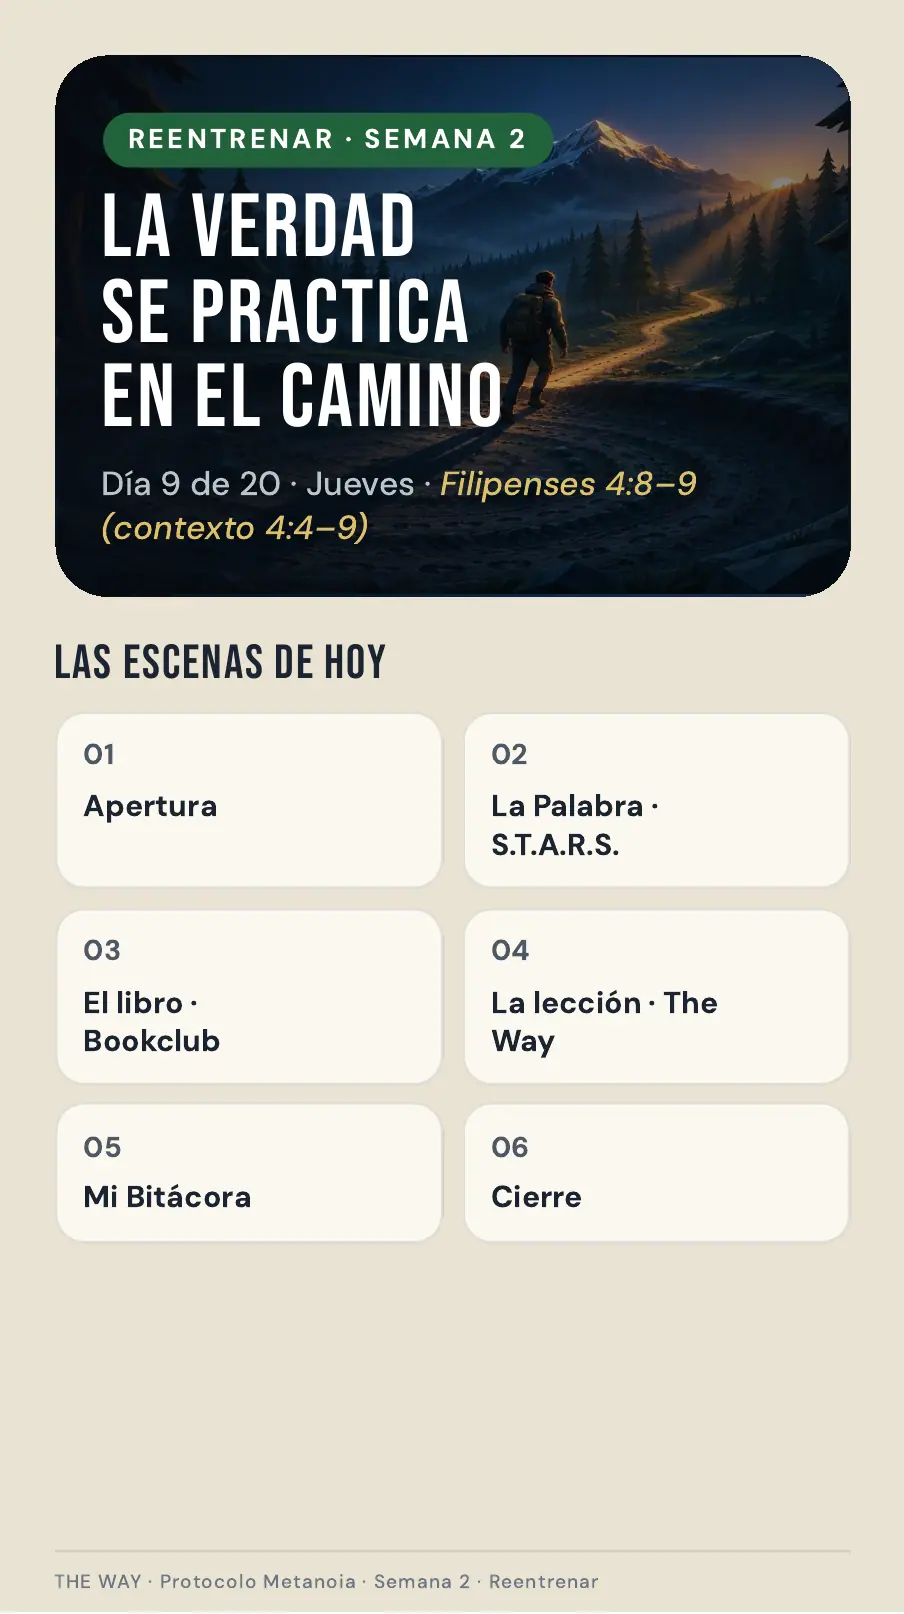 REENTRENAR · SEMANA 2
LA VERDAD
SE PRACTICA
EN EL CAMINO
Día 9 de 20 · Jueves · Filipenses 4:8–9
(contexto 4:4–9)
LAS ESCENAS DE HOY
01
Apertura
02
La Palabra ·
S.T.A.R.S.
03
El libro ·
Bookclub
04
La lección · The
Way
05
Mi Bitácora
06
Cierre
THE WAY · Protocolo Metanoia · Semana 2 · Reentrenar